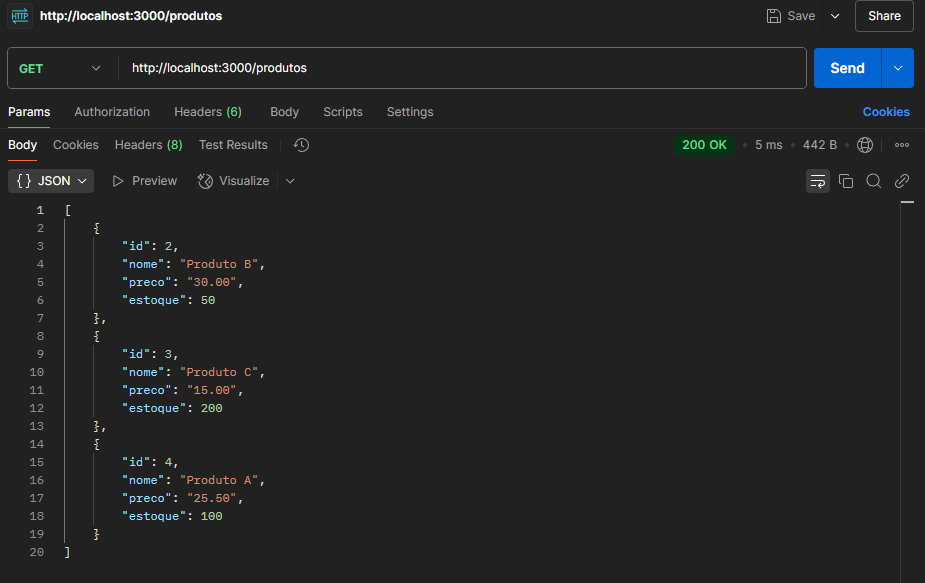 HTTP http://localhost:3000/produtos Save Share
GET http://localhost:3000/produtos Send
Params Authorization Headers (6) Body Scripts Settings Cookies
Body Cookies Headers (8) Test Results 200 OK • 5 ms • 442 B •
{} JSON Preview Visualize
1 [
2 {
3 "id": 2,
4 "nome": "Produto B",
5 "preco": "30.00",
6 "estoque": 50
7 },
8 {
9 "id": 3,
10 "nome": "Produto C",
11 "preco": "15.00",
12 "estoque": 200
13 },
14 {
15 "id": 4,
16 "nome": "Produto A",
17 "preco": "25.50",
18 "estoque": 100
19 }
20 ]